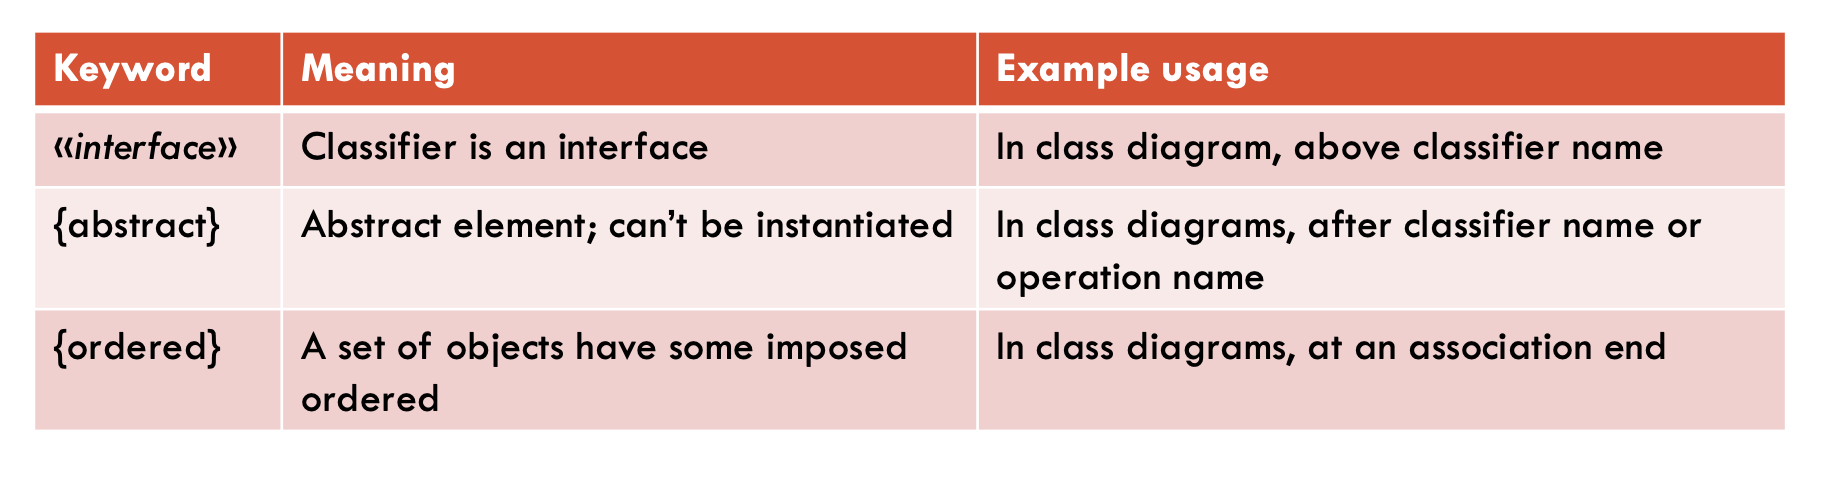 Keyword Meaning Example usage
«interface» Classifier is an interface In class diagram, above classifier name
{abstract} Abstract element; can’t be instantiated In class diagrams, after classifier name or
operation name
{ordered} A set of objects have some imposed In class diagrams, at an association end
ordered